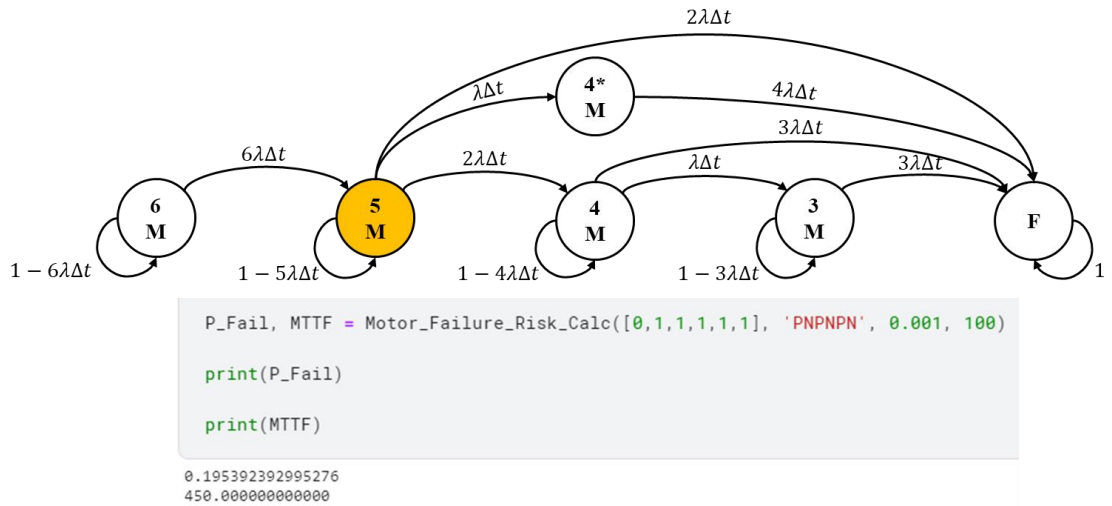 2λΔt
4*
M
λΔt
4λΔt
3λΔt
6λΔt
2λΔt
λΔt
3λΔt
6
M
5
M
4
M
3
M
F
1 − 6λΔt
1 − 5λΔt
1 − 4λΔt
1 − 3λΔt
1
P_Fail, MTTF = Motor_Failure_Risk_Calc([0,1,1,1,1,1], 'PNPNPN', 0.001, 100)
print(P_Fail)
print(MTTF)
0.195392392995276
450.000000000000